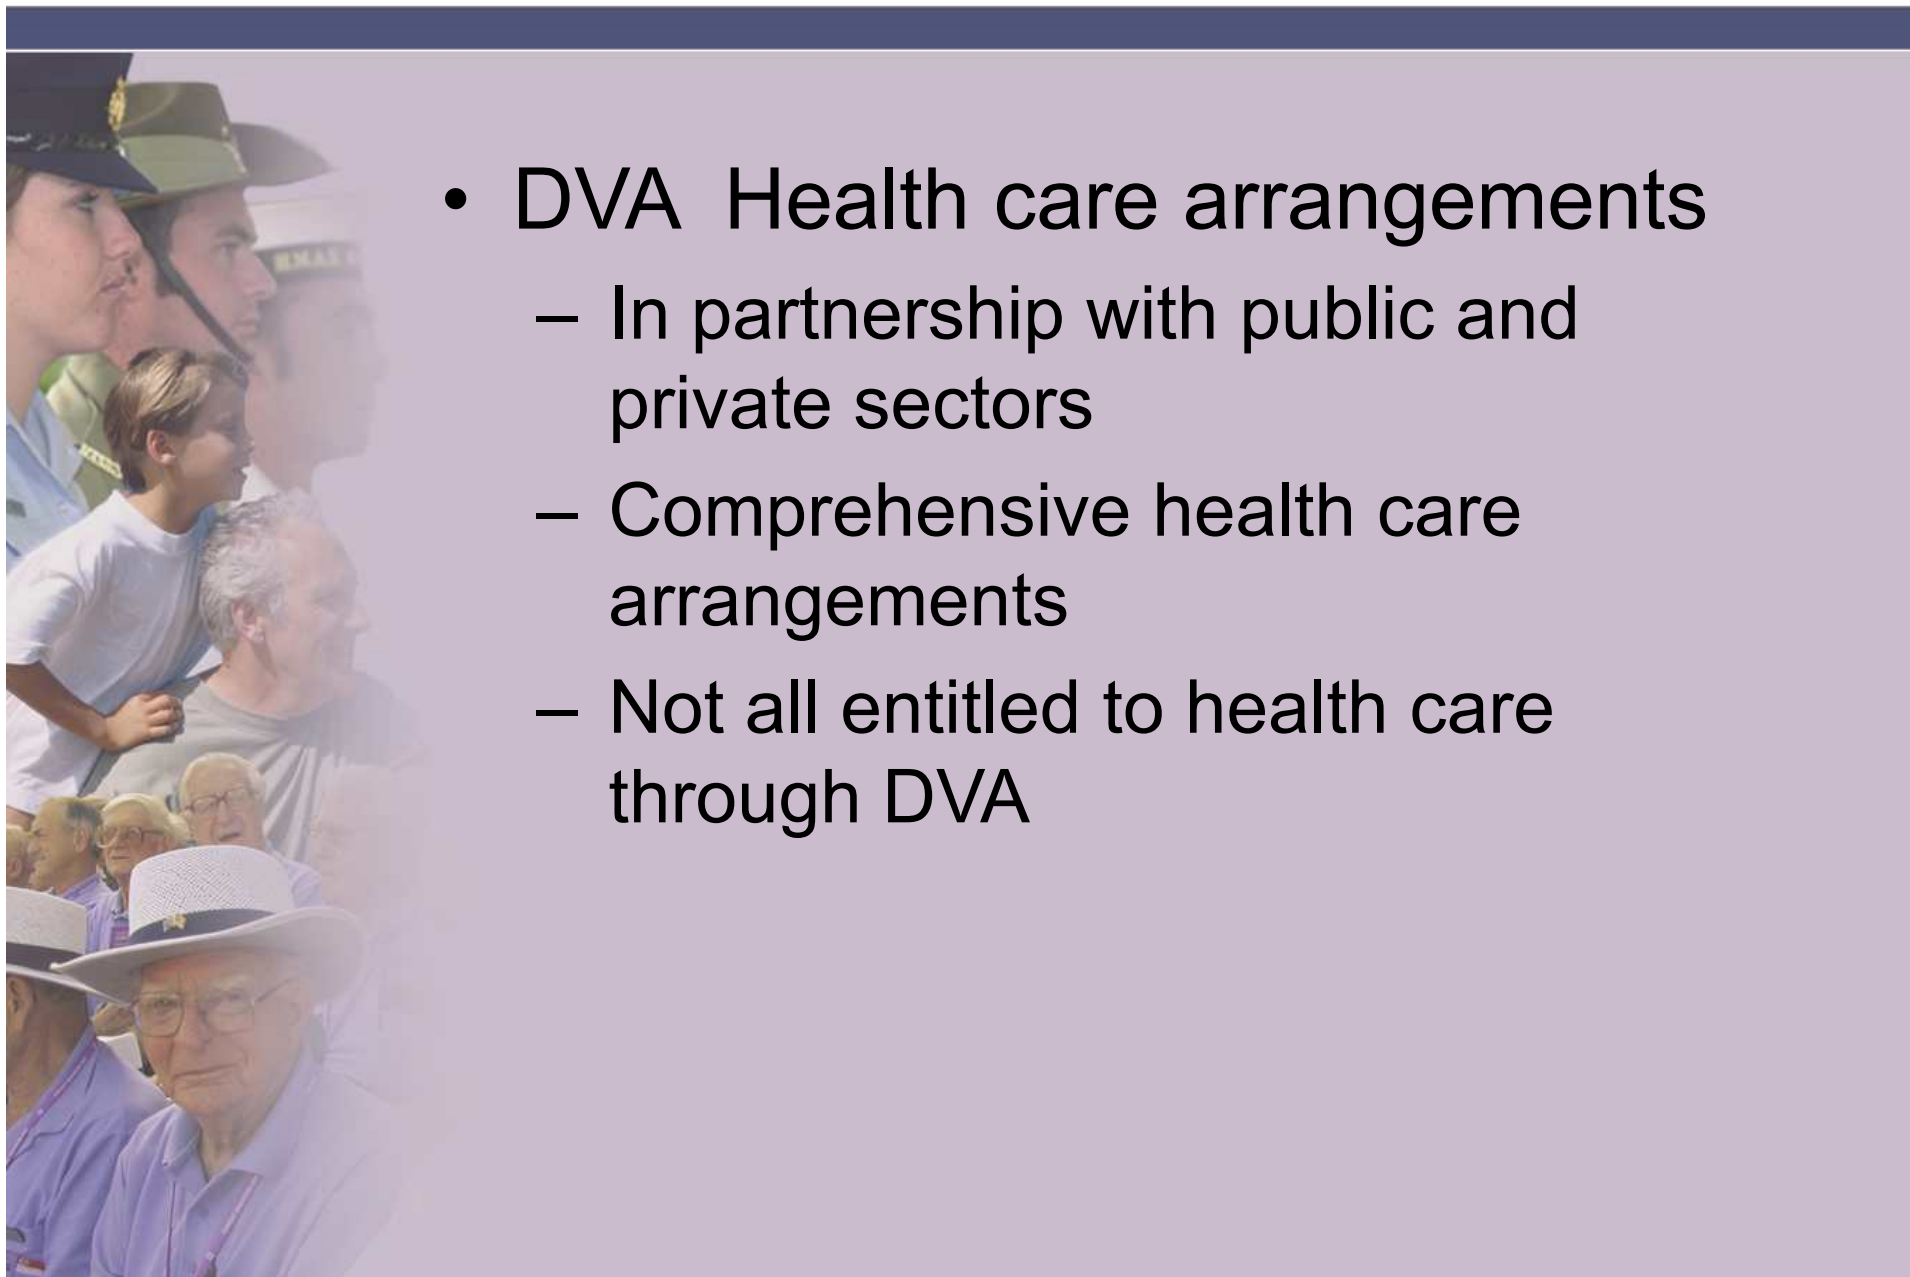 • DVA  Health care arrangements
– In partnership with public and
private sectors
– Comprehensive health care
arrangements
– Not all entitled to health care
through DVA
HMAS